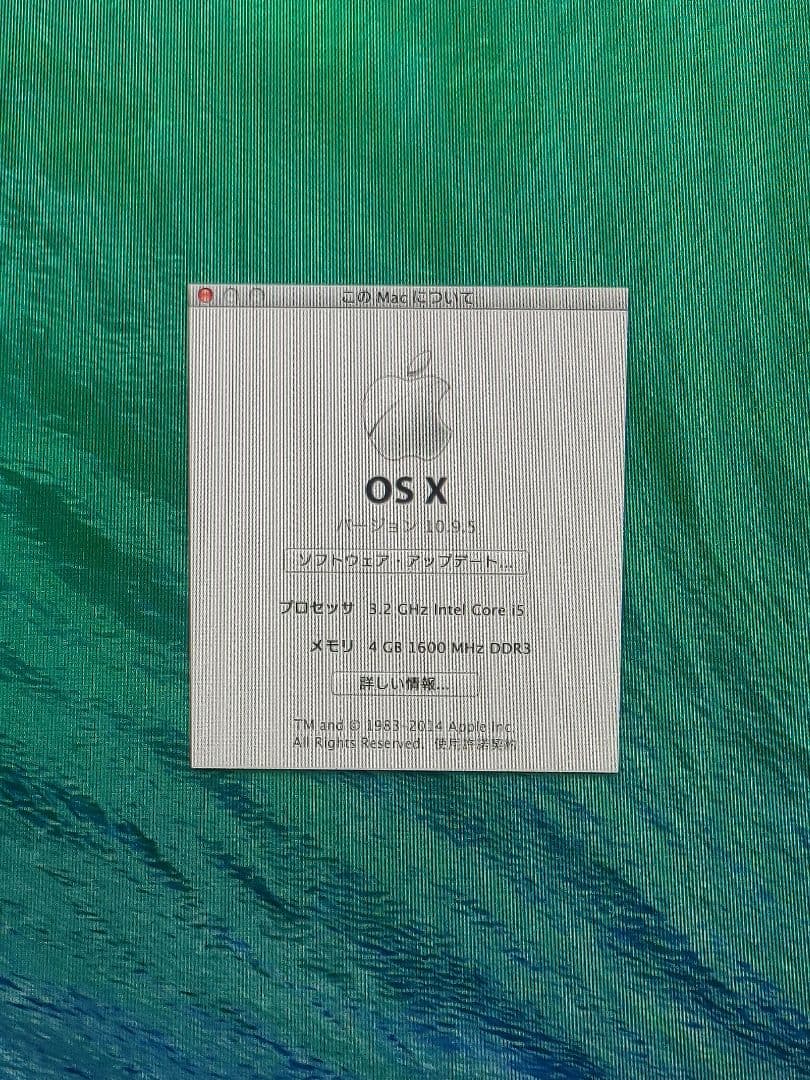 この Mac について
OS X
バージョン 10.9.5
ソフトウェア・アップデート...
プロセッサ 3.2 GHz Intel Core i5
メモリ 4 GB 1600 MHz DDR3
詳しい情報...
TM and © 1983-2014 Apple Inc.
All Rights Reserved. 使用許諾契約